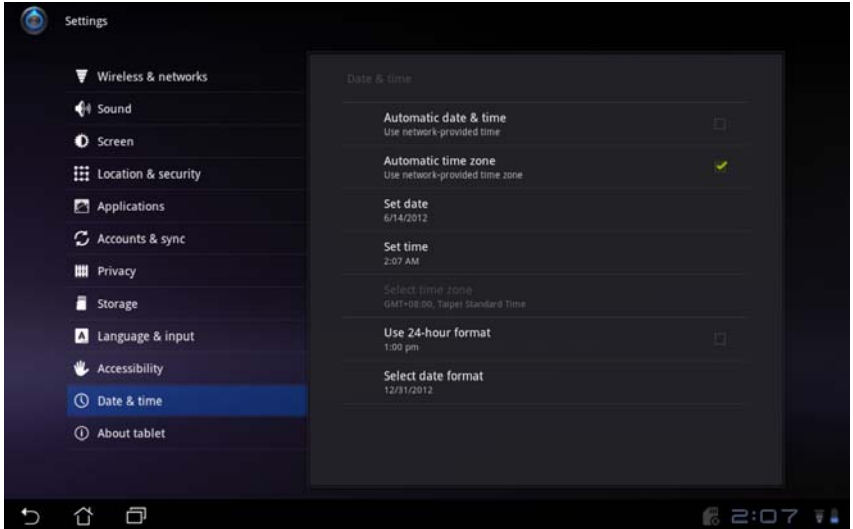 Settings
Wireless & networks
Sound
Screen
Location & security
Applications
Accounts & sync
Privacy
Storage
Language & input
Accessibility
Date & time
About tablet
Date & time
Automatic date & time
Use network-provided time
Automatic time zone
Use network-provided time zone
Set date
6/14/2012
Set time
2:07 AM
Select time zone
GMT+08:00, Taipei Standard Time
Use 24-hour format
1:00 pm
Select date format
12/31/2012
2:07